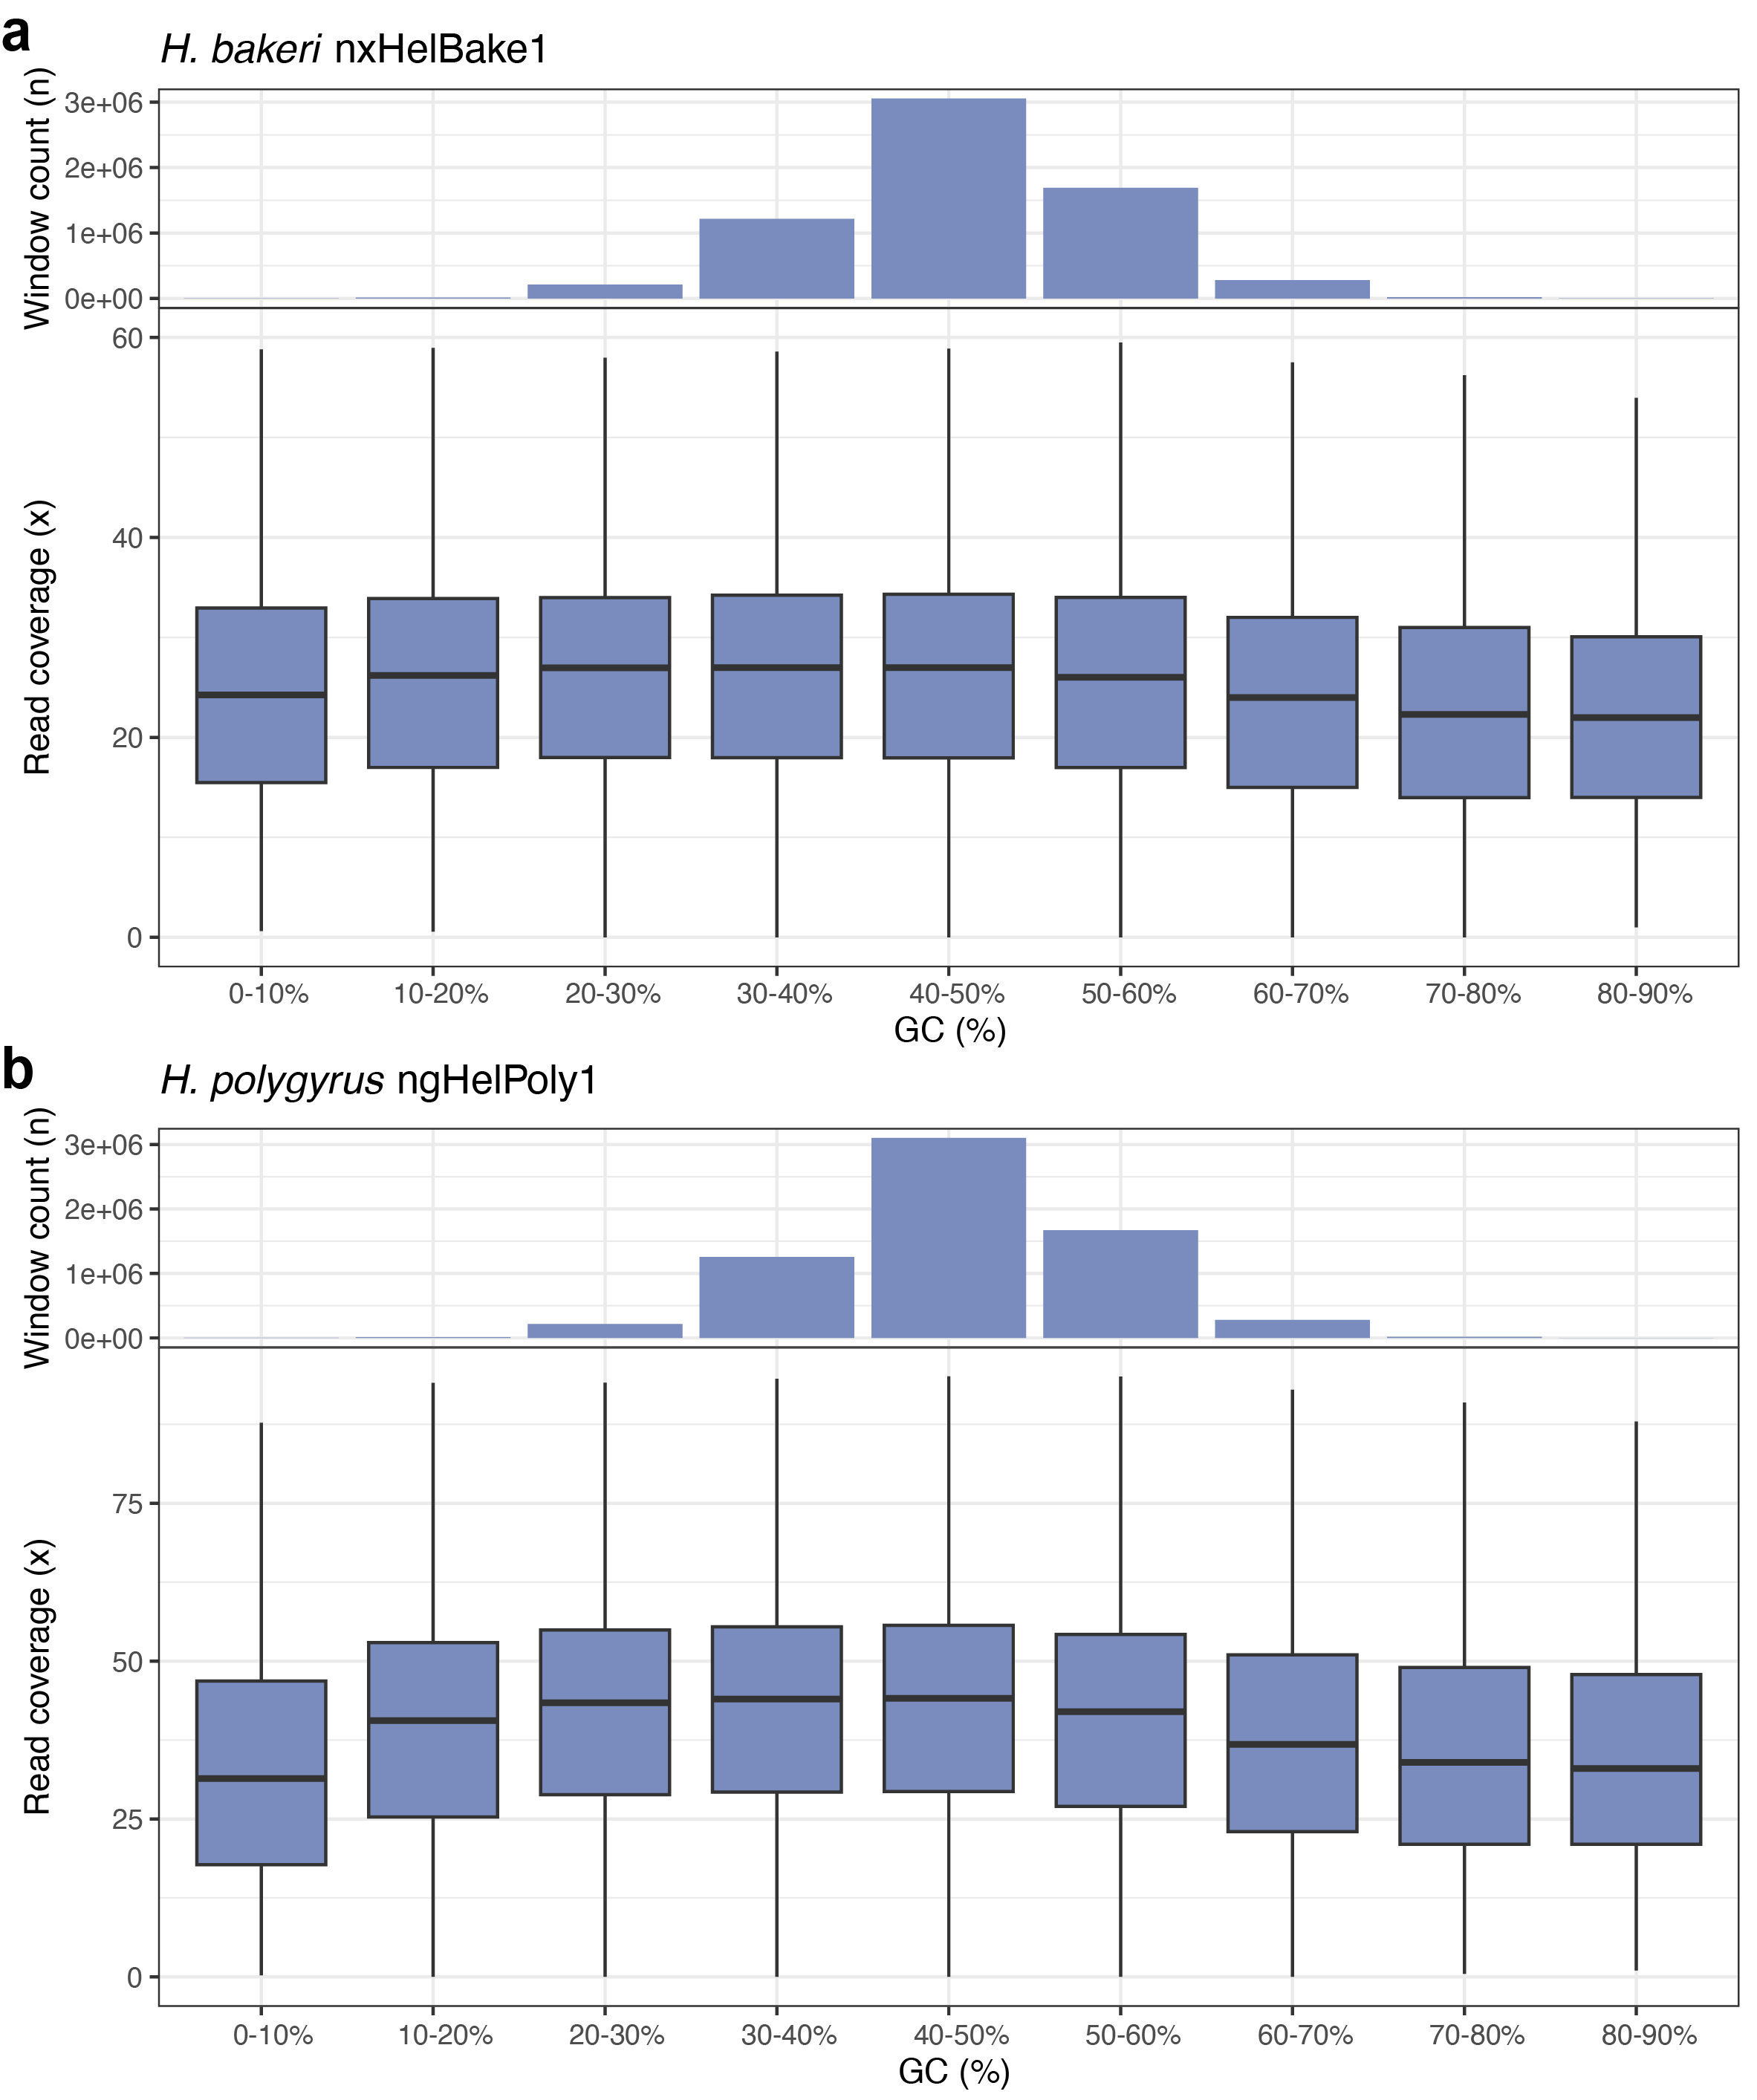 a
H. bakeri nxHelBake1
Window count (n)
3e+06
2e+06
1e+06
0e+00
Read coverage (x)
60
40
20
0
0-10% 10-20% 20-30% 30-40% 40-50% 50-60% 60-70% 70-80% 80-90%
GC (%)
b
H. polygyrus ngHelPoly1
Window count (n)
3e+06
2e+06
1e+06
0e+00
Read coverage (x)
75
50
25
0
0-10% 10-20% 20-30% 30-40% 40-50% 50-60% 60-70% 70-80% 80-90%
GC (%)